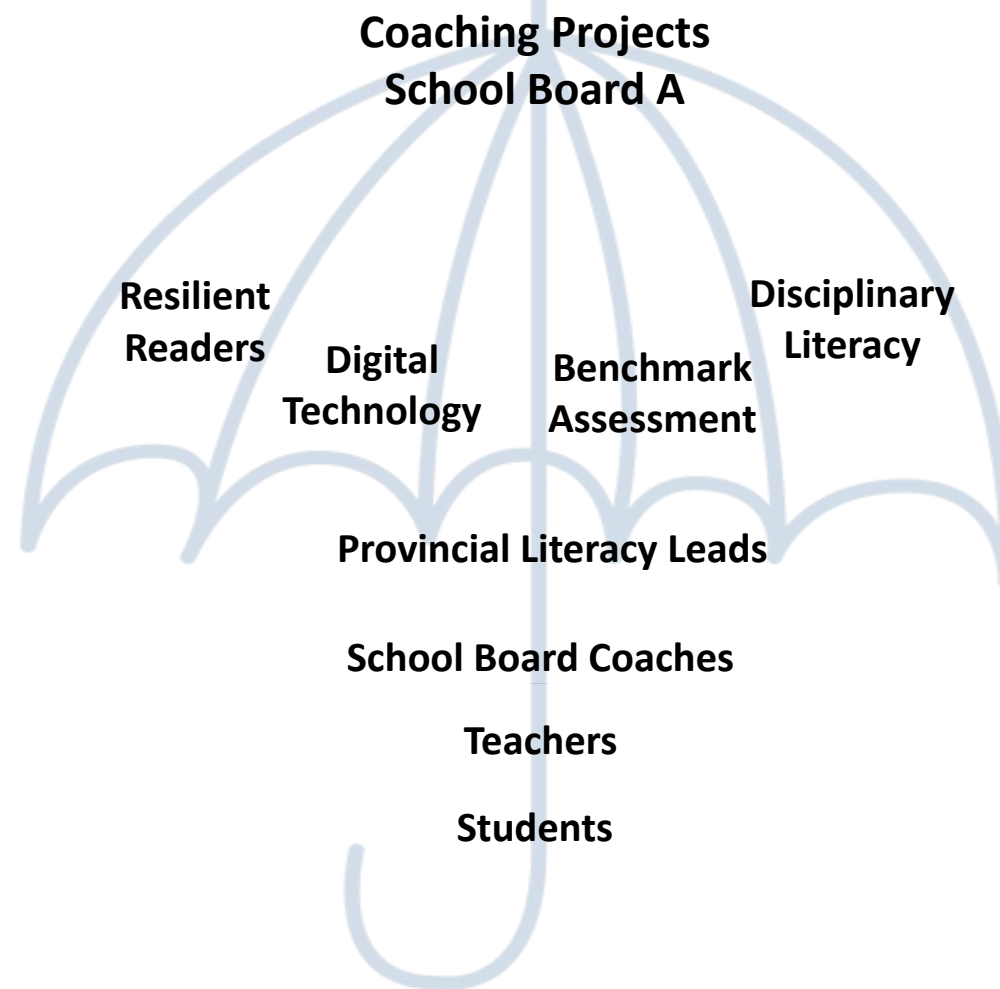 Coaching Projects
School Board A
Resilient
Readers
Digital
Technology
Benchmark
Assessment
Disciplinary
Literacy
Provincial Literacy Leads
School Board Coaches
Teachers
Students